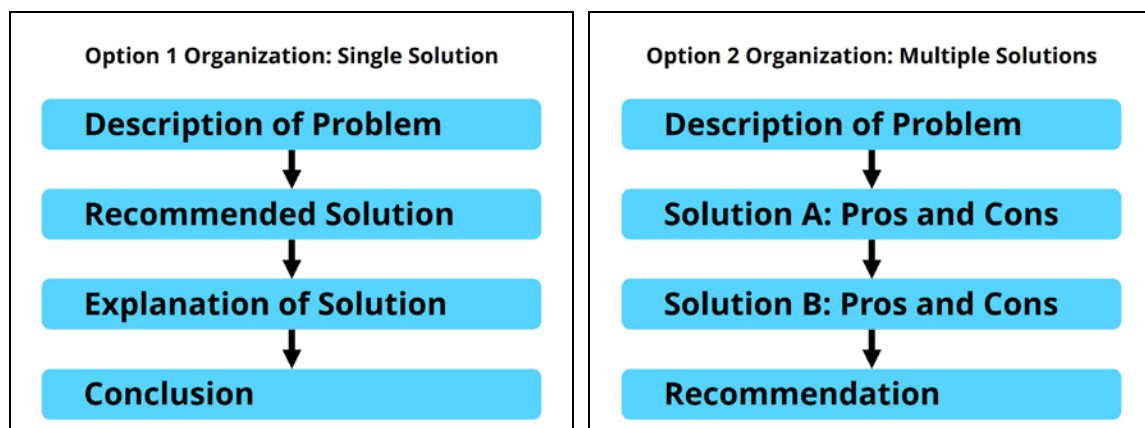 Option 1 Organization: Single Solution
Description of Problem
Recommended Solution
Explanation of Solution
Conclusion
Option 2 Organization: Multiple Solutions
Description of Problem
Solution A: Pros and Cons
Solution B: Pros and Cons
Recommendation